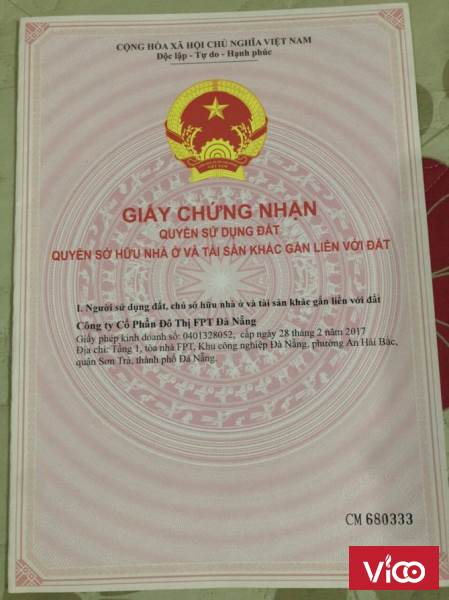 CỘNG HÒA XÃ HỘI CHỦ NGHĨA VIỆT NAM
Độc lập - Tự do - Hạnh phúc
GIẤY CHỨNG NHẬN
QUYỀN SỬ DỤNG ĐẤT
QUYỀN SỞ HỮU NHÀ Ở VÀ TÀI SẢN KHÁC GẮN LIỀN VỚI ĐẤT
I. Người sử dụng đất, chủ sở hữu nhà ở và tài sản khác gắn liền với đất
Công ty Cổ Phần Đô Thị FPT Đà Nẵng
Giấy phép kinh doanh số: 0401328052, cấp ngày 28 tháng 2 năm 2017
Địa chỉ: Tầng 1, tòa nhà FPT, Khu công nghiệp Đà Nẵng, phường An Hải Bắc,
quận Sơn Trà, thành phố Đà Nẵng.
CM 680333
Vicoo